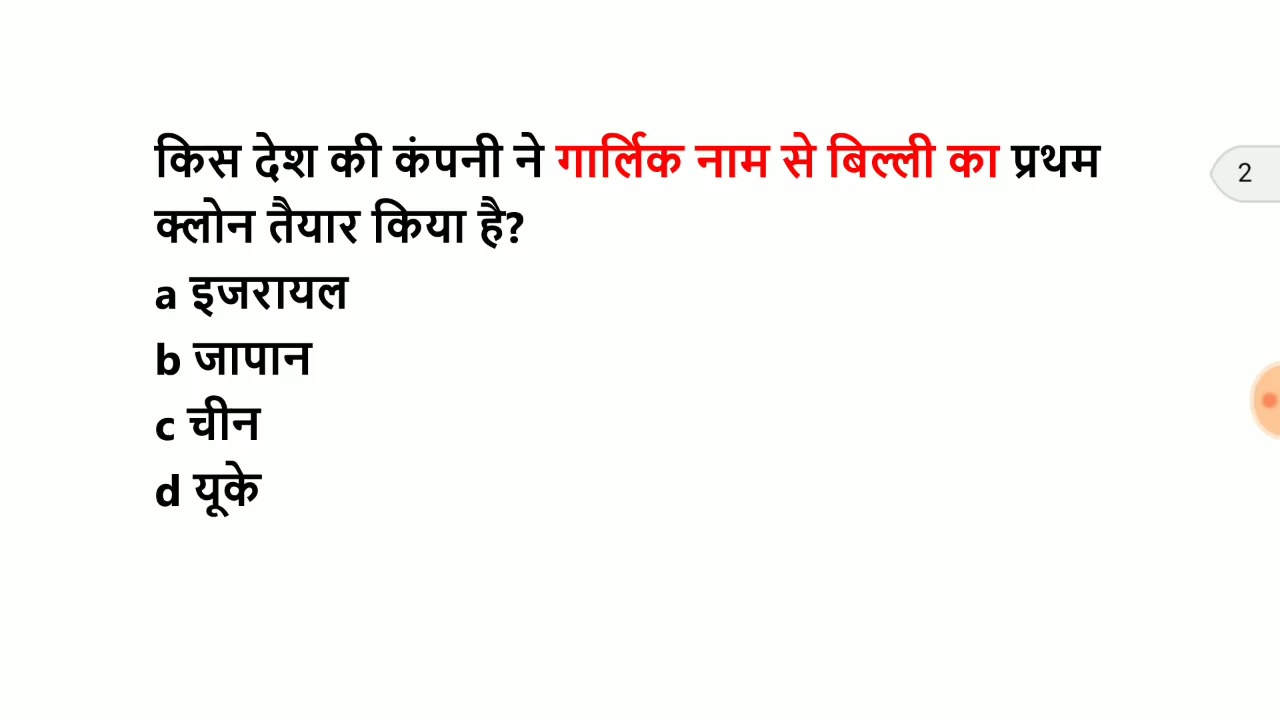 किस देश की कंपनी ने गार्लिक नाम से बिल्ली का प्रथम
क्लोन तैयार किया है?
a इजरायल
b जापान
c चीन
d यूके
2